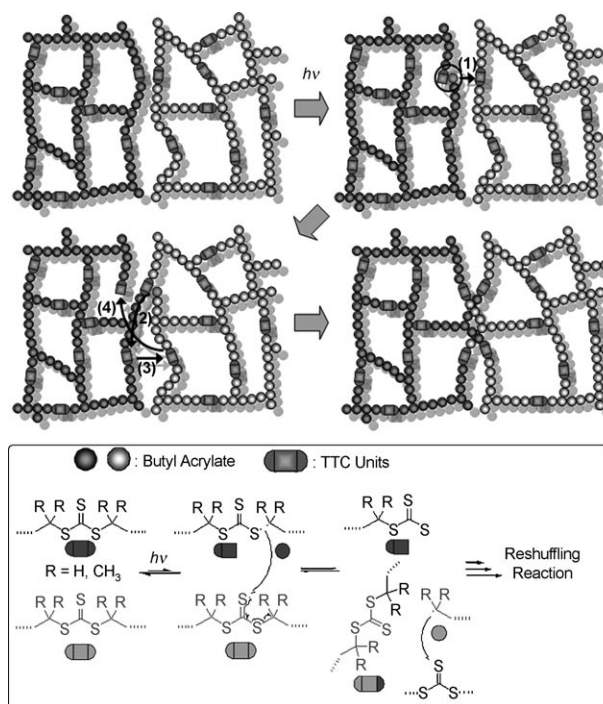 hν
(1)
(4)
(2)
(3)
: Butyl Acrylate
: TTC Units
R R S R R
S S
R = H, CH3
hν
R R S R R
S S
R R S
S S
Reshuffling
Reaction
R R S R R
S S
R R S R R
S S
S R
R
S S
R
R
R R
S
S S